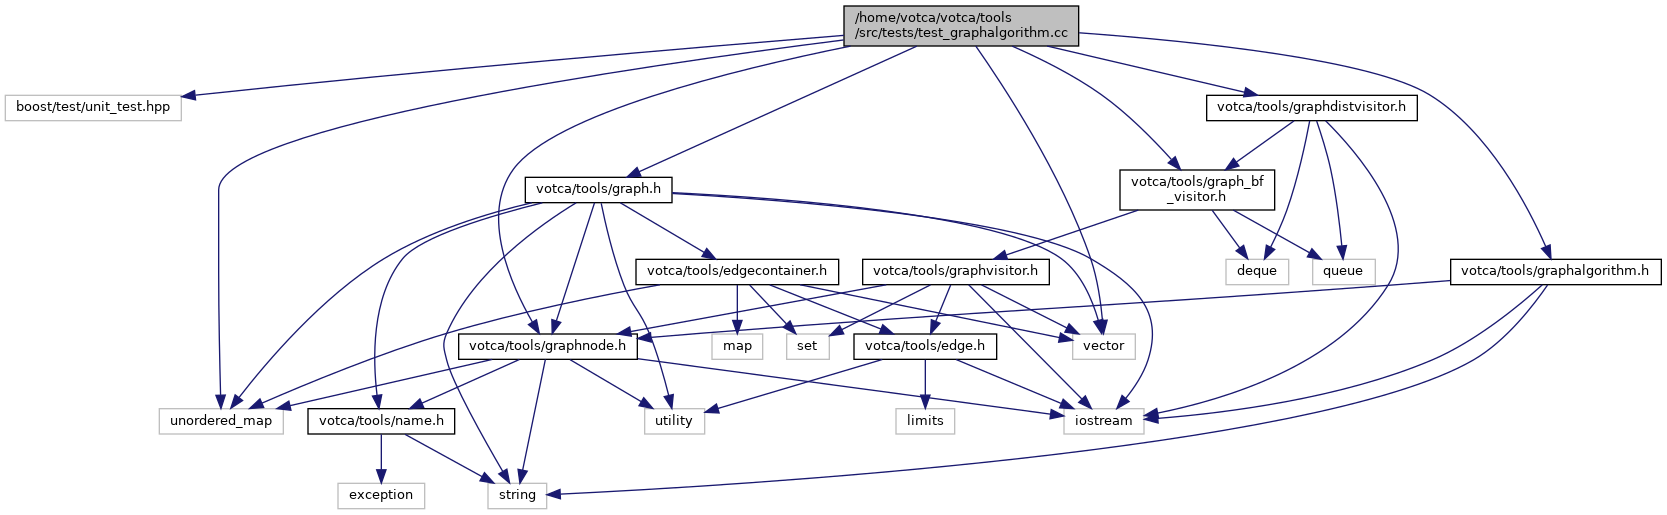 /home/votca/votca/tools
/src/tests/test_graphalgorithm.cc
boost/test/unit_test.hpp
votca/tools/graphdistvisitor.h
votca/tools/graph.h
votca/tools/graph_bf
_visitor.h
votca/tools/edgecontainer.h
votca/tools/graphvisitor.h
deque
queue
votca/tools/graphalgorithm.h
votca/tools/graphnode.h
map
set
votca/tools/edge.h
vector
unordered_map
votca/tools/name.h
utility
limits
iostream
exception
string